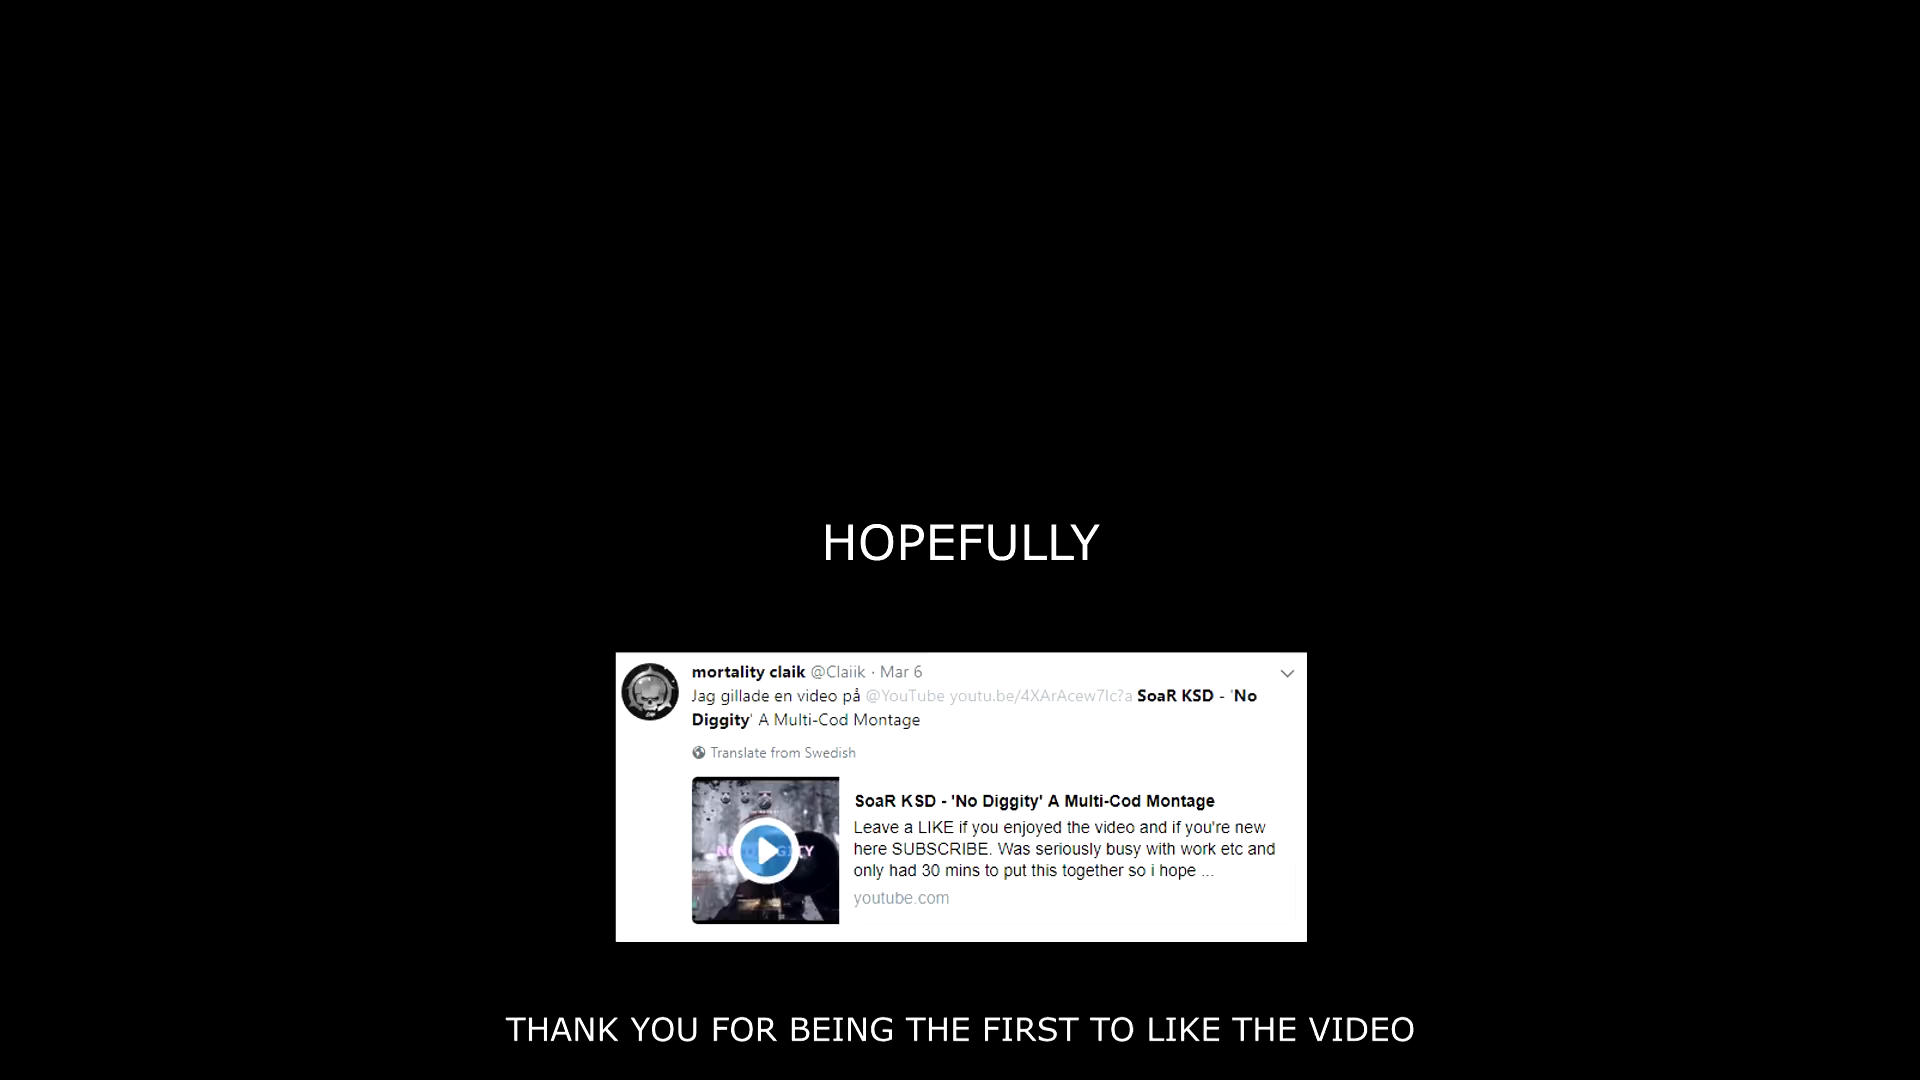 HOPEFULLY
mortality claik @Claiik · Mar 6
Jag gillade en video på @YouTube youtu.be/4XArAcew7Ic?a SoaR KSD - 'No
Diggity' A Multi-Cod Montage
Translate from Swedish
SoaR KSD - 'No Diggity' A Multi-Cod Montage
Leave a LIKE if you enjoyed the video and if you're new
here SUBSCRIBE. Was seriously busy with work etc and
only had 30 mins to put this together so i hope ...
youtube.com
THANK YOU FOR BEING THE FIRST TO LIKE THE VIDEO